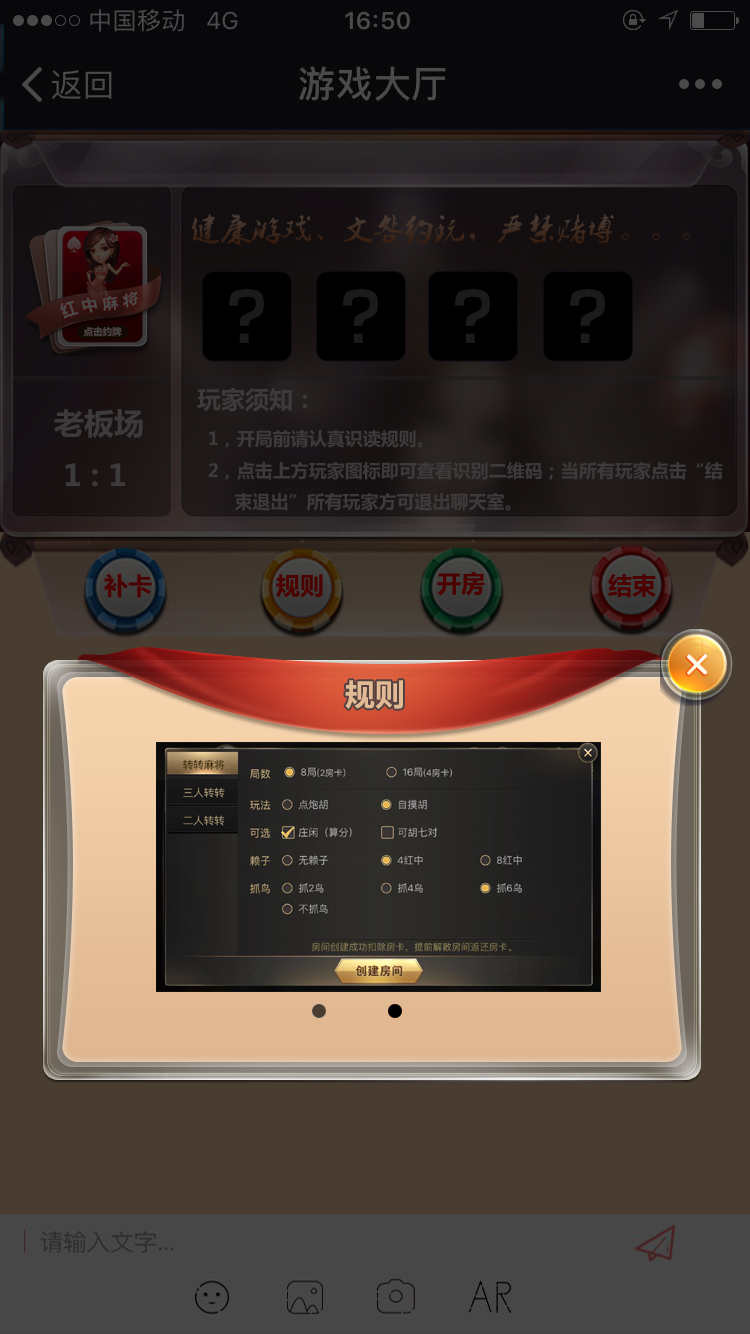 中国移动 4G 16:50
返回 游戏大厅
健康游戏、文明约玩，严禁赌博。。。
红中麻将
点击约牌
? ? ? ?
老板场
1:1
玩家须知：
1，开局前请认真识读规则。
2，点击上方玩家图标即可查看识别二维码；当所有玩家点击“结
束退出”所有玩家方可退出聊天室。
补卡 规则 开房 结束
规则
转转麻将
三人转转
二人转转
局数 8局(2房卡) 16局(4房卡)
玩法 点炮胡 自摸胡
可选 庄闲（算分） 可胡七对
赖子 无赖子 4红中 8红中
抓鸟 抓2鸟 抓4鸟 抓6鸟
不抓鸟
房间创建成功扣除房卡，提前解散房间返还房卡。
创建房间
请输入文字...
AR